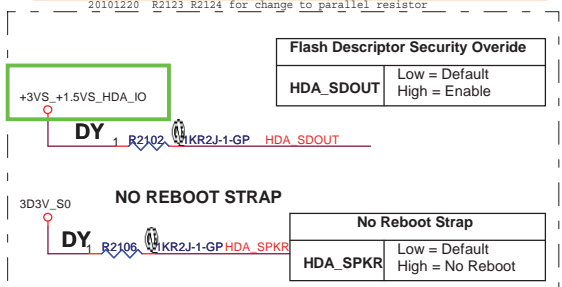 20101220 R2123 R2124 for change to parallel resistor
Flash Descriptor Security Overide
HDA_SDOUT
Low = Default
High = Enable
+3VS_+1.5VS_HDA_IO
DY
1 R2102 1KR2J-1-GP HDA_SDOUT
NO REBOOT STRAP
3D3V_S0
No Reboot Strap
HDA_SPKR
Low = Default
High = No Reboot
DY
1 R2106 1KR2J-1-GP HDA_SPKR